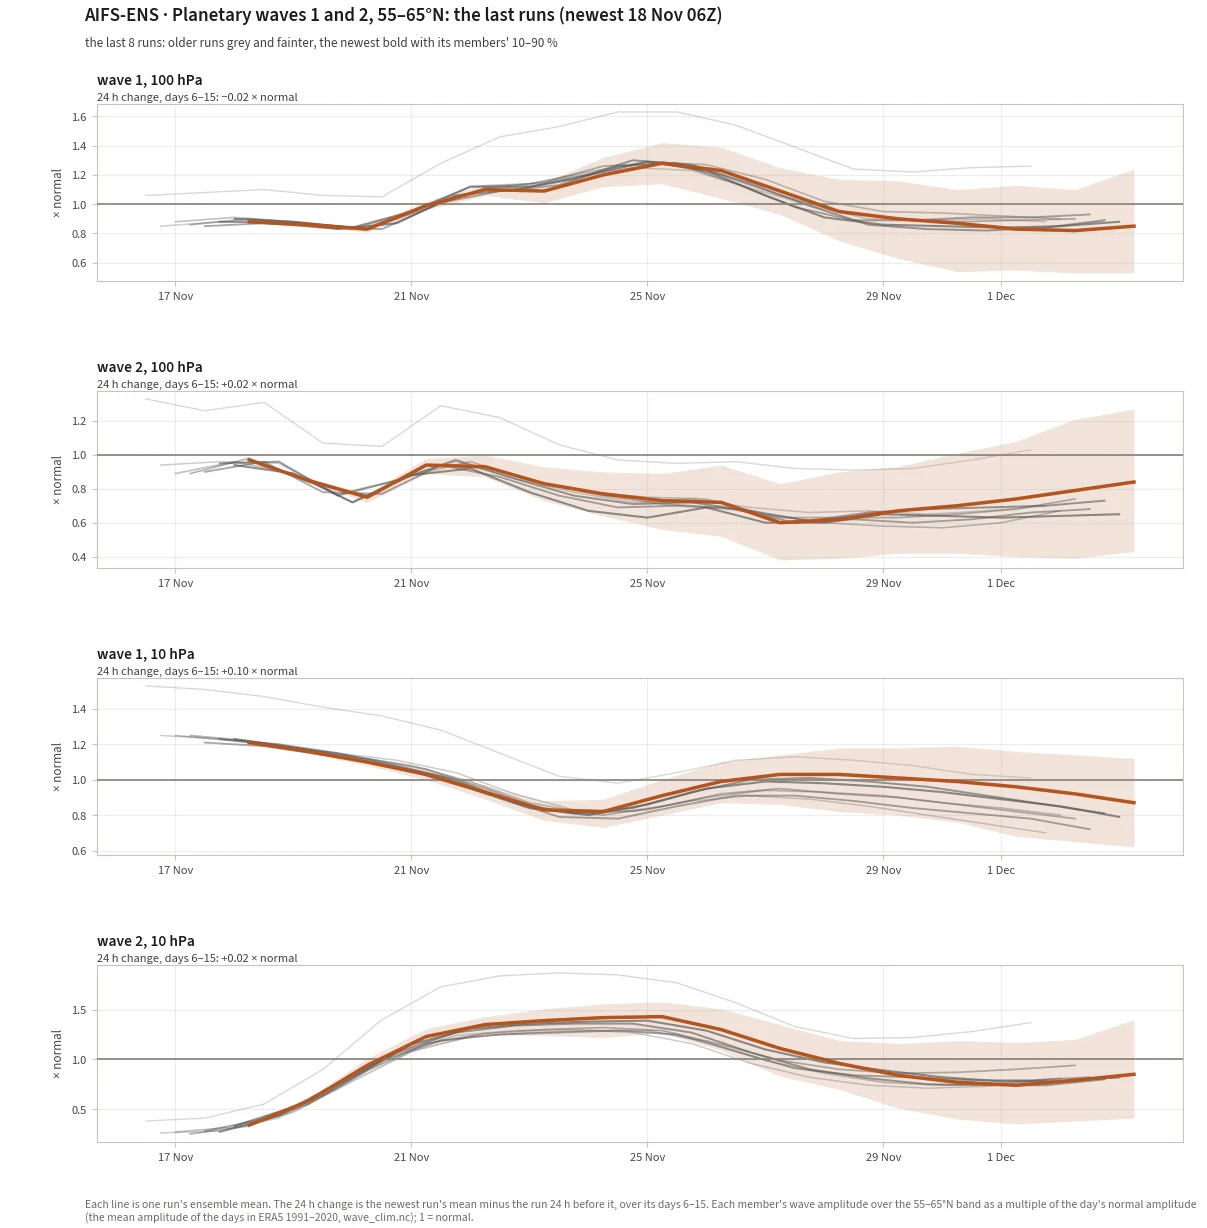 AIFS-ENS · Planetary waves 1 and 2, 55–65°N: the last runs (newest 18 Nov 06Z)
the last 8 runs: older runs grey and fainter, the newest bold with its members' 10–90 %
wave 1, 100 hPa
24 h change, days 6–15: −0.02 × normal
1.6
1.4
1.2
1.0
0.8
0.6
× normal
17 Nov
21 Nov
25 Nov
29 Nov
1 Dec
wave 2, 100 hPa
24 h change, days 6–15: +0.02 × normal
1.2
1.0
0.8
0.6
0.4
× normal
17 Nov
21 Nov
25 Nov
29 Nov
1 Dec
wave 1, 10 hPa
24 h change, days 6–15: +0.10 × normal
1.4
1.2
1.0
0.8
0.6
× normal
17 Nov
21 Nov
25 Nov
29 Nov
1 Dec
wave 2, 10 hPa
24 h change, days 6–15: +0.02 × normal
1.5
1.0
0.5
× normal
17 Nov
21 Nov
25 Nov
29 Nov
1 Dec
Each line is one run's ensemble mean. The 24 h change is the newest run's mean minus the run 24 h before it, over its days 6–15. Each member's wave amplitude over the 55–65°N band as a multiple of the day's normal amplitude
(the mean amplitude of the days in ERA5 1991–2020, wave_clim.nc); 1 = normal.